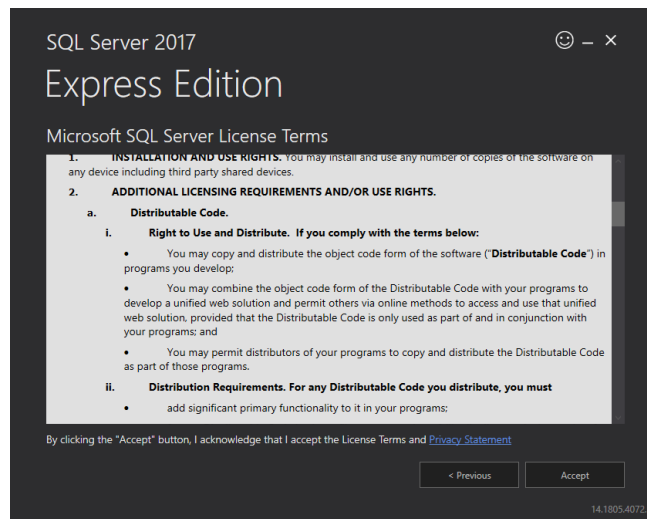 SQL Server 2017
Express Edition
Microsoft SQL Server License Terms
1. INSTALLATION AND USE RIGHTS. You may install and use any number of copies of the software on
any device including third party shared devices.
2. ADDITIONAL LICENSING REQUIREMENTS AND/OR USE RIGHTS.
a. Distributable Code.
i. Right to Use and Distribute. If you comply with the terms below:
• You may copy and distribute the object code form of the software (“Distributable Code”) in
programs you develop;
• You may combine the object code form of the Distributable Code with your programs to
develop a unified web solution and permit others via online methods to access and use that unified
web solution, provided that the Distributable Code is only used as part of and in conjunction with
your programs; and
• You may permit distributors of your programs to copy and distribute the Distributable Code
as part of those programs.
ii. Distribution Requirements. For any Distributable Code you distribute, you must
• add significant primary functionality to it in your programs;
By clicking the "Accept" button, I acknowledge that I accept the License Terms and Privacy Statement
< Previous
Accept
14.1805.4072.